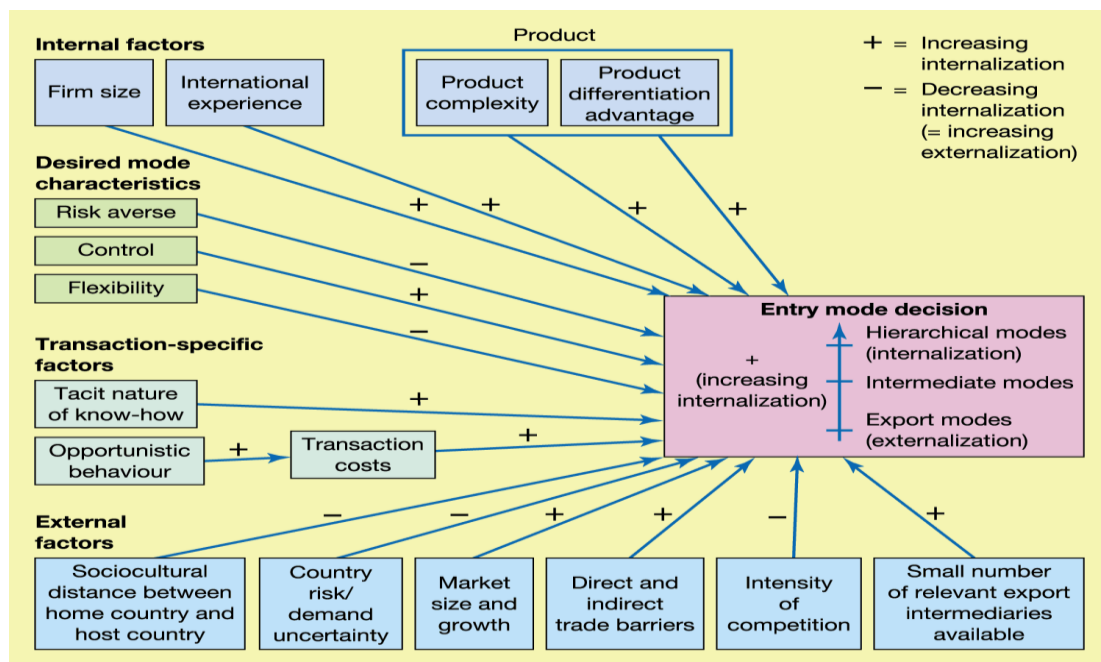 Internal factors
Firm size
International
experience
Product
Product
complexity
Product
differentiation
advantage
+ = Increasing
internalization
− = Decreasing
internalization
(= increasing
externalization)
Desired mode
characteristics
Risk averse
Control
Flexibility
+
+
+
+
−
+
−
Transaction-specific
factors
Tacit nature
of know-how
+
Opportunistic
behaviour
+
Transaction
costs
+
Entry mode decision
+
(increasing
internalization)
Hierarchical modes
(internalization)
Intermediate modes
Export modes
(externalization)
External
factors
−
−
+
+
−
+
Sociocultural
distance between
home country and
host country
Country
risk/
demand
uncertainty
Market
size and
growth
Direct and
indirect
trade barriers
Intensity
of
competition
Small number
of relevant export
intermediaries
available